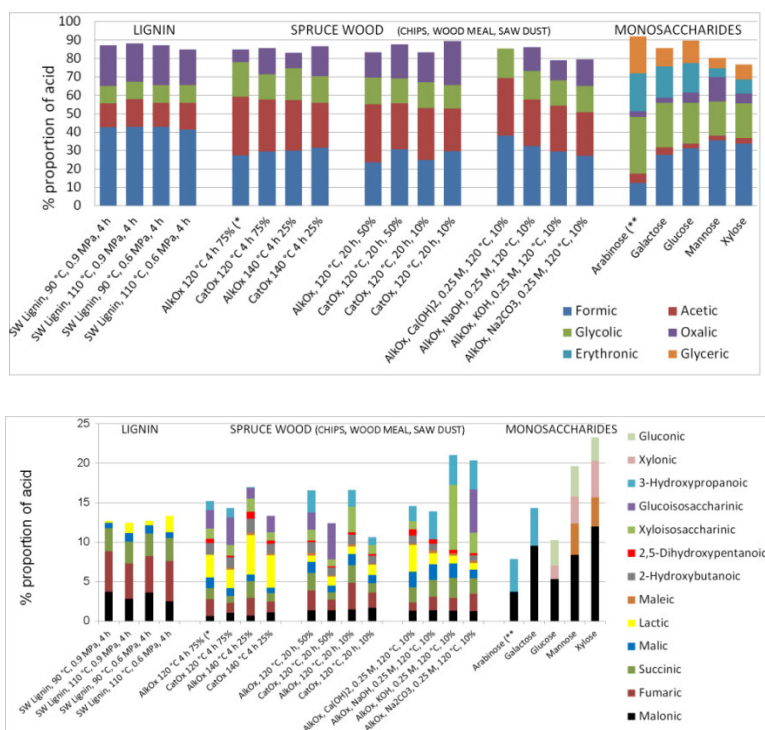 LIGNIN
SPRUCE WOOD (CHIPS, WOOD MEAL, SAW DUST)
MONOSACCHARIDES
100
90
80
70
60
50
40
30
20
10
0
% proportion of acid
SW Lignin, 90 °C, 0.9 MPa, 4 h
SW Lignin, 110 °C, 0.9 MPa, 4 h
SW Lignin, 90 °C, 0.6 MPa, 4 h
SW Lignin, 110 °C, 0.6 MPa, 4 h
AlkOx 120 °C 4 h 75% (*
CatOx 120 °C 4 h 75%
AlkOx 140 °C 4 h 25%
CatOx 140 °C 4 h 25%
AlkOx, 120 °C, 20 h, 50%
CatOx, 120 °C, 20 h, 50%
AlkOx, 120 °C, 20 h, 10%
CatOx, 120 °C, 20 h, 10%
AlkOx, Ca(OH)2, 0.25 M, 120 °C, 10%
AlkOx, NaOH, 0.25 M, 120 °C, 10%
AlkOx, KOH, 0.25 M, 120 °C, 10%
AlkOx, Na2CO3, 0.25 M, 120 °C, 10%
Arabinose (**
Galactose
Glucose
Mannose
Xylose
Formic
Acetic
Glycolic
Oxalic
Erythronic
Glyceric
LIGNIN
SPRUCE WOOD (CHIPS, WOOD MEAL, SAW DUST)
MONOSACCHARIDES
25
20
15
10
5
0
% proportion of acid
SW Lignin, 90 °C, 0.9 MPa, 4 h
SW Lignin, 110 °C, 0.9 MPa, 4 h
SW Lignin, 90 °C, 0.6 MPa, 4 h
SW Lignin, 110 °C, 0.6 MPa, 4 h
AlkOx 120 °C 4 h 75% (*
CatOx 120 °C 4 h 75%
AlkOx 140 °C 4 h 25%
CatOx 140 °C 4 h 25%
AlkOx, 120 °C, 20 h, 50%
CatOx, 120 °C, 20 h, 50%
AlkOx, 120 °C, 20 h, 10%
CatOx, 120 °C, 20 h, 10%
AlkOx, Ca(OH)2, 0.25 M, 120 °C, 10%
AlkOx, NaOH, 0.25 M, 120 °C, 10%
AlkOx, KOH, 0.25 M, 120 °C, 10%
AlkOx, Na2CO3, 0.25 M, 120 °C, 10%
Arabinose (**
Galactose
Glucose
Mannose
Xylose
Gluconic
Xylonic
3-Hydroxypropanoic
Glucoisosaccharinic
Xyloisosaccharinic
2,5-Dihydroxypentanoic
2-Hydroxybutanoic
Maleic
Lactic
Malic
Succinic
Fumaric
Malonic